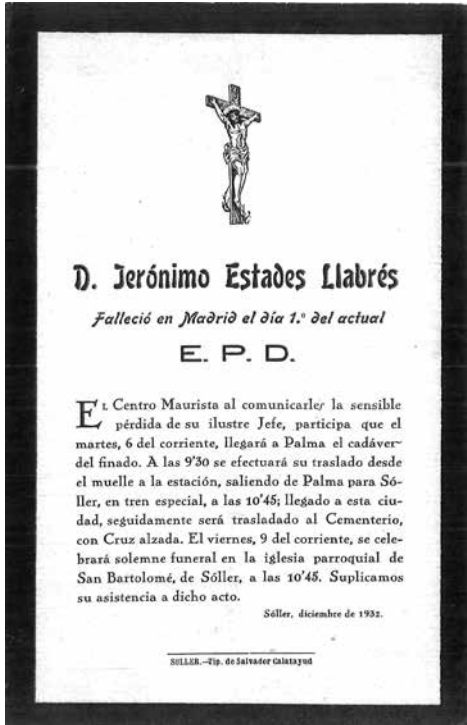 D. Jerónimo Estades Llabrés
Falleció en Madrid el día 1.º del actual
E. P. D.
EL Centro Maurista al comunicarles la sensible
pérdida de su ilustre Jefe, participa que el
martes, 6 del corriente, llegará a Palma el cadáver
del finado. A las 9'30 se efectuará su traslado desde
el muelle a la estación, saliendo de Palma para Só-
ller, en tren especial, a las 10'45; llegado a esta ciu-
dad, seguidamente será trasladado al Cementerio,
con Cruz alzada. El viernes, 9 del corriente, se cele-
brará solemne funeral en la iglesia parroquial de
San Bartolomé, de Sóller, a las 10'45. Suplicamos
su asistencia a dicho acto.
Sóller, diciembre de 1932.
SOLLER.—Tip. de Salvador Calatayud